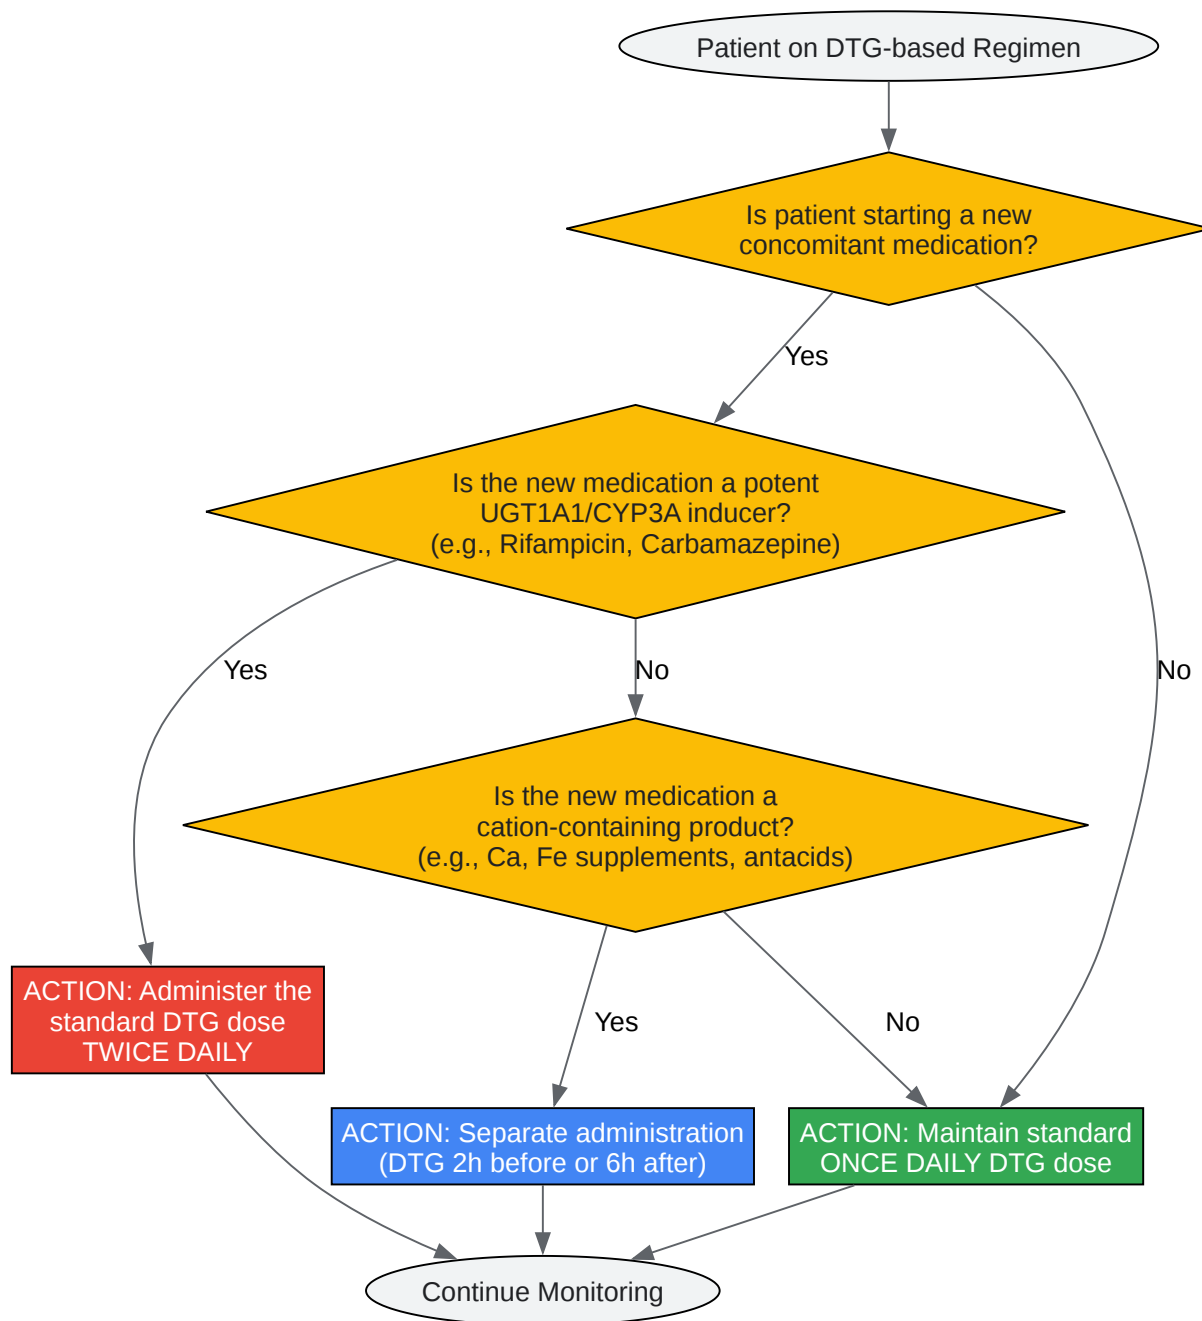 Patient on DTG-based Regimen
Is patient starting a new
concomitant medication?
Yes
Is the new medication a potent
UGT1A1/CYP3A inducer?
(e.g., Rifampicin, Carbamazepine)
Yes
No
No
Is the new medication a
cation-containing product?
(e.g., Ca, Fe supplements, antacids)
ACTION: Administer the
standard DTG dose
TWICE DAILY
Yes
No
ACTION: Separate administration
(DTG 2h before or 6h after)
ACTION: Maintain standard
ONCE DAILY DTG dose
Continue Monitoring